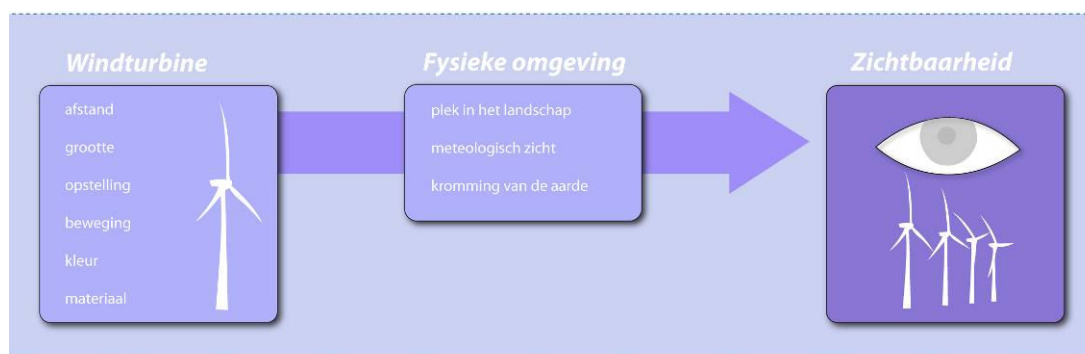 Windturbine
afstand
grootte
opstelling
beweging
kleur
materiaal
Fysieke omgeving
plek in het landschap
meteologisch zicht
kromming van de aarde
Zichtbaarheid